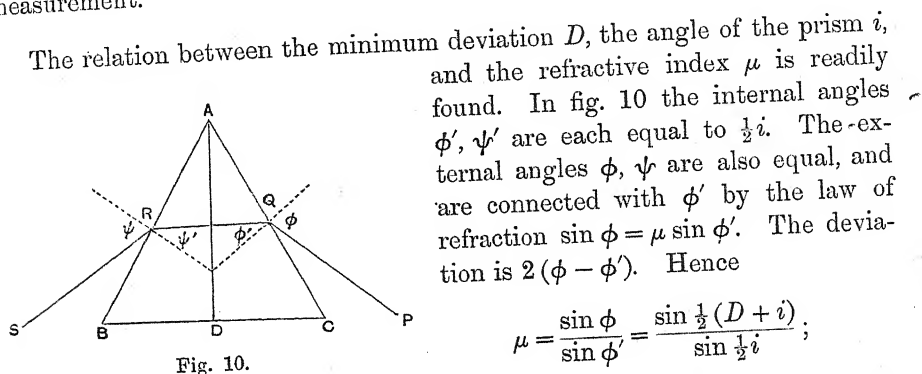 measurement.
The relation between the minimum deviation D, the angle of the prism i,
and the refractive index μ is readily
found. In fig. 10 the internal angles
ϕ′, ψ′ are each equal to ½i. The ex-
ternal angles ϕ, ψ are also equal, and
are connected with ϕ′ by the law of
refraction sin ϕ = μ sin ϕ′. The devia-
tion is 2 (ϕ − ϕ′). Hence
μ = sin ϕ / sin ϕ′ = sin ½ (D + i) / sin ½ i ;
A
R
Q
ψ
ψ′
ϕ′
ϕ
S
B
D
C
P
Fig. 10.